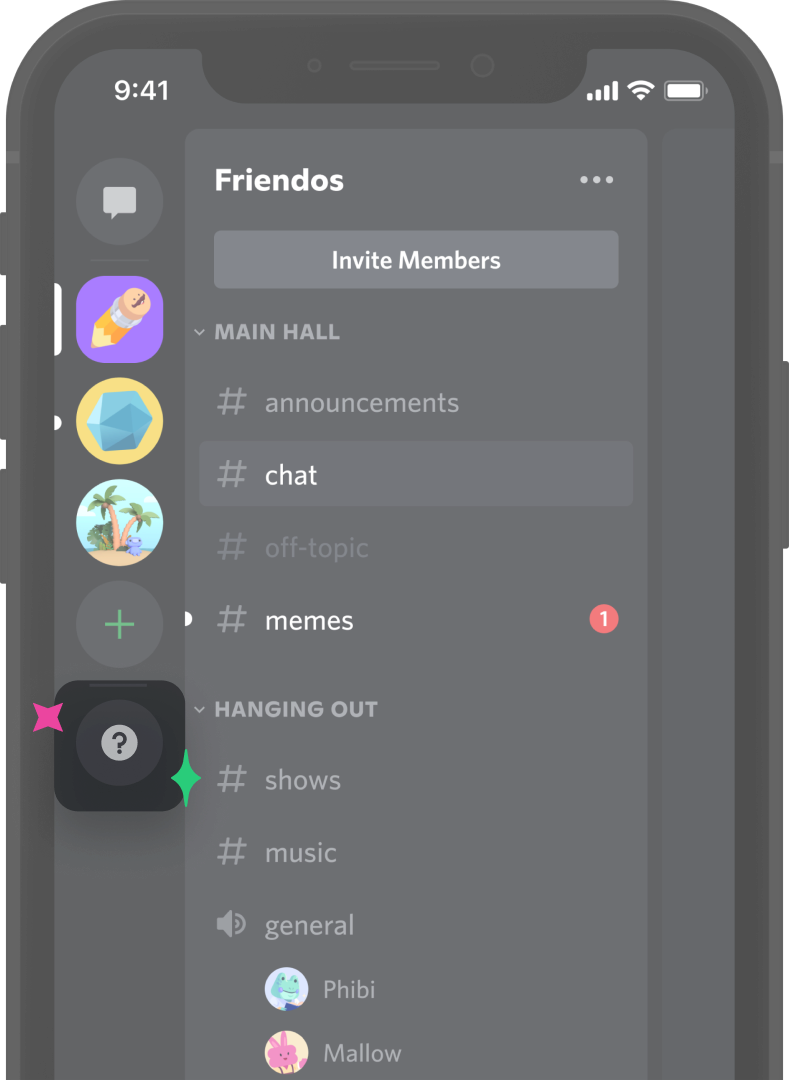 9:41
Friendos
Invite Members
MAIN HALL
# announcements
# chat
# off-topic
# memes 1
HANGING OUT
# shows
# music
general
Phibi
Mallow
?